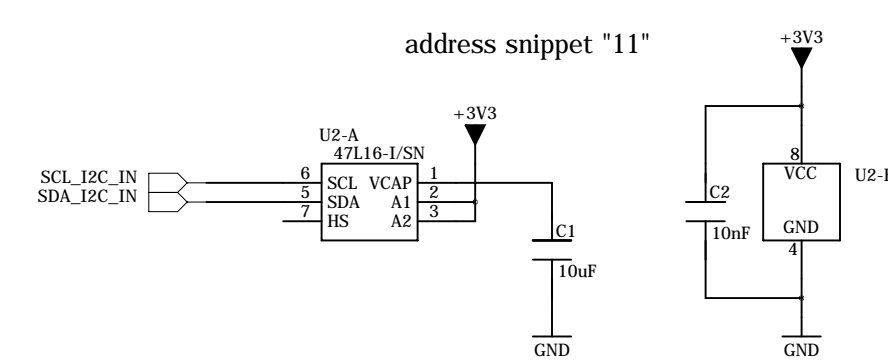 address snippet "11"
+3V3
+3V3
U2-A
47L16-I/SN
SCL_I2C_IN
SDA_I2C_IN
6
5
7
SCL VCAP
SDA A1
HS A2
1
2
3
C1
10uF
GND
8
VCC
GND
4
C2
10nF
GND